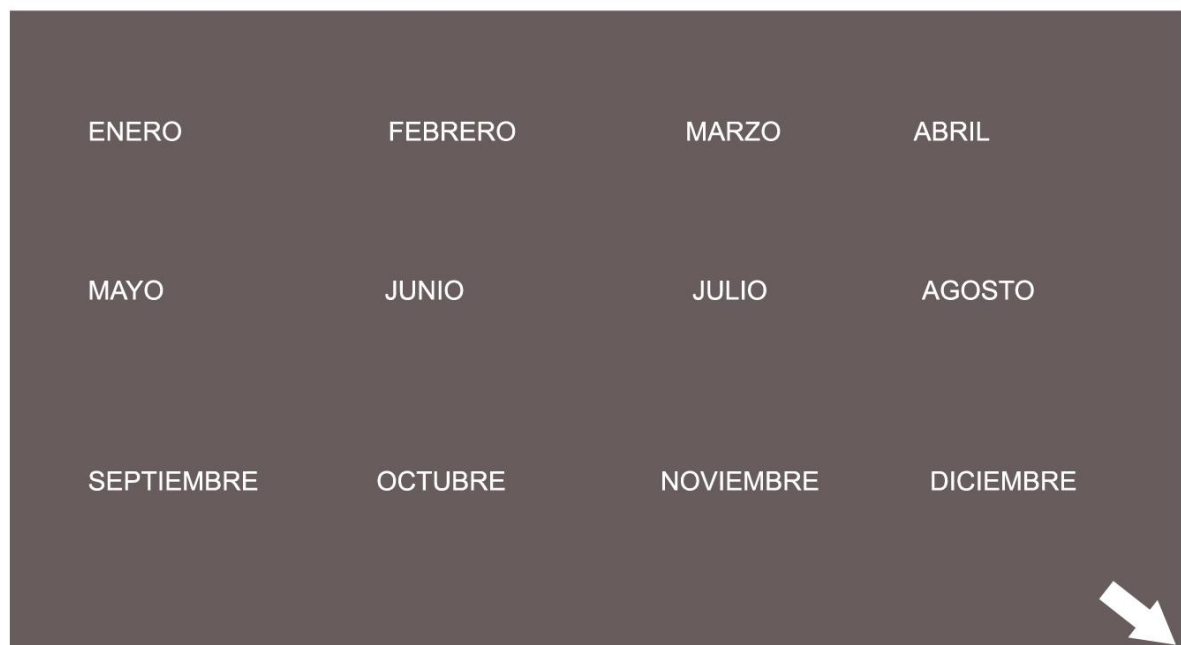 ENERO FEBRERO MARZO ABRIL
MAYO JUNIO JULIO AGOSTO
SEPTIEMBRE OCTUBRE NOVIEMBRE DICIEMBRE